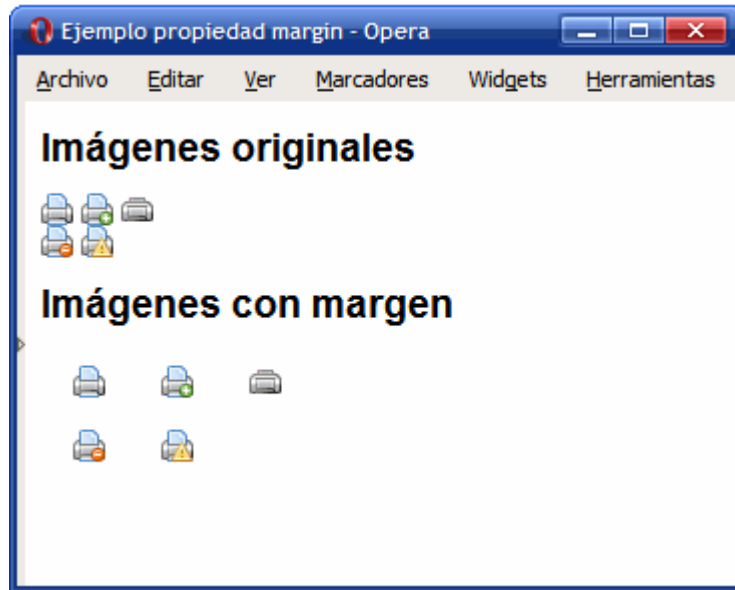 Ejemplo propiedad margin - Opera
Archivo Editar Ver Marcadores Widgets Herramientas
Imágenes originales
Imágenes con margen